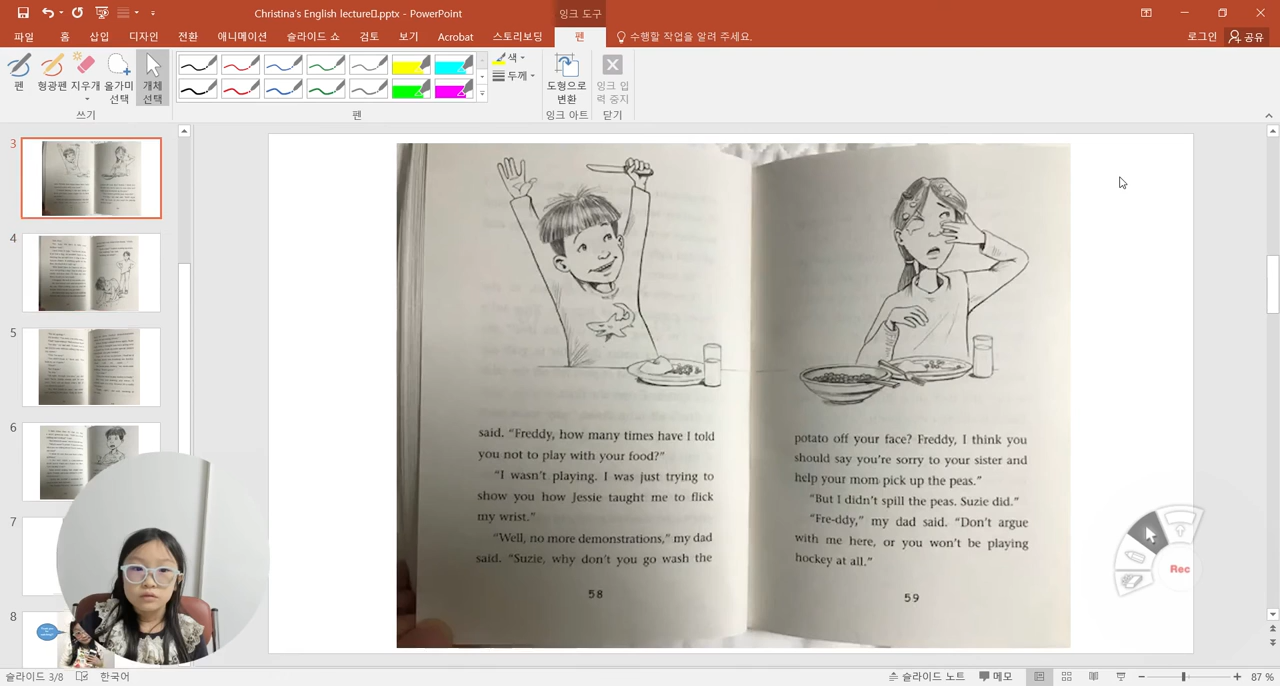 Christina's English lecture.pptx - PowerPoint
잉크 도구
파일
홈
삽입
디자인
전환
애니메이션
슬라이드 쇼
검토
보기
Acrobat
스토리보딩
펜
수행할 작업을 알려 주세요.
로그인
공유
펜
형광펜
지우개
올가미
선택
개체
선택
색
두께
도형으로
변환
잉크 입
력 중지
쓰기
펜
잉크 아트
닫기
3
4
5
6
7
8
said. “Freddy, how many times have I told
you not to play with your food?”
“I wasn’t playing. I was just trying to
show you how Jessie taught me to flick
my wrist.”
“Well, no more demonstrations,” my dad
said. “Suzie, why don’t you go wash the
58
potato off your face? Freddy, I think you
should say you’re sorry to your sister and
help your mom pick up the peas.”
“But I didn’t spill the peas. Suzie did.”
“Fre-ddy,” my dad said. “Don’t argue
with me here, or you won’t be playing
hockey at all.”
59
Rec
슬라이드 3/8
한국어
슬라이드 노트
메모
87 %